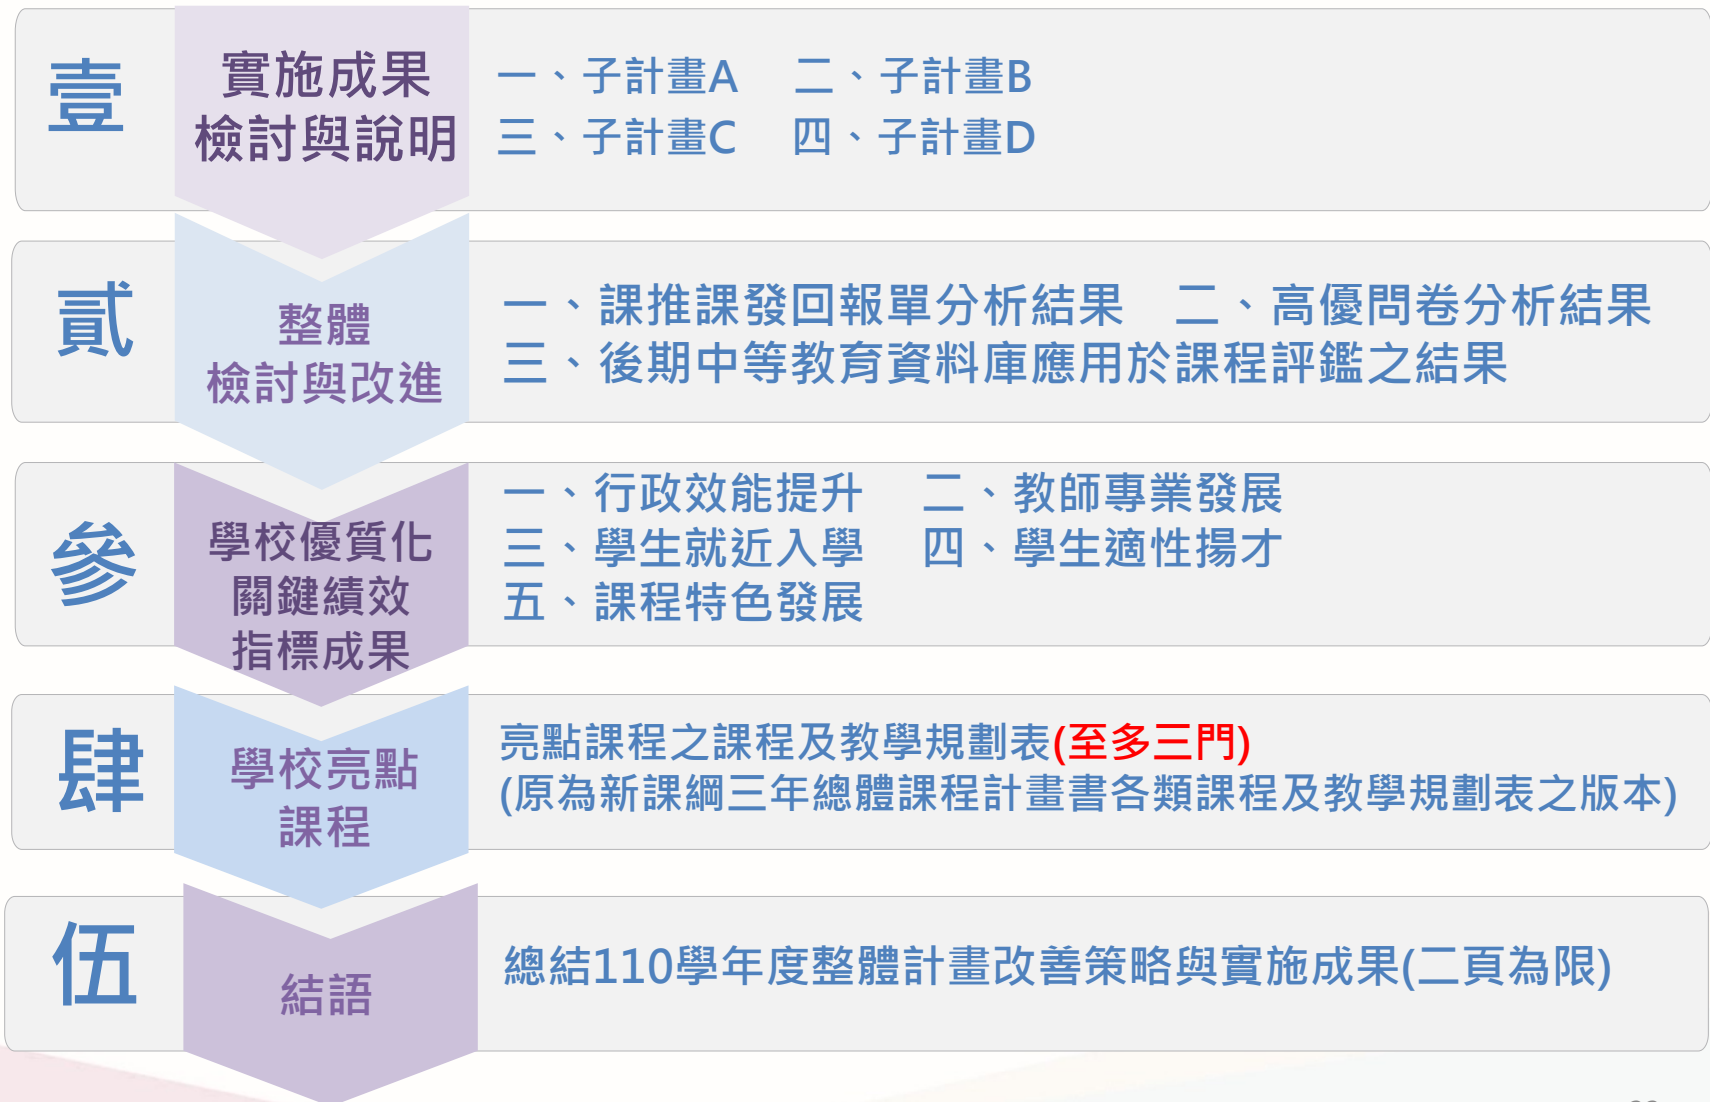 壹
實施成果
檢討與說明
一、子計畫A 二、子計畫B
三、子計畫C 四、子計畫D
貳
整體
檢討與改進
一、課推課發回報單分析結果 二、高優問卷分析結果
三、後期中等教育資料庫應用於課程評鑑之結果
參
學校優質化
關鍵績效
指標成果
一、行政效能提升 二、教師專業發展
三、學生就近入學 四、學生適性揚才
五、課程特色發展
肆
學校亮點
課程
亮點課程之課程及教學規劃表(至多三門)
(原為新課綱三年總體課程計畫書各類課程及教學規劃表之版本)
伍
結語
總結110學年度整體計畫改善策略與實施成果(二頁為限)